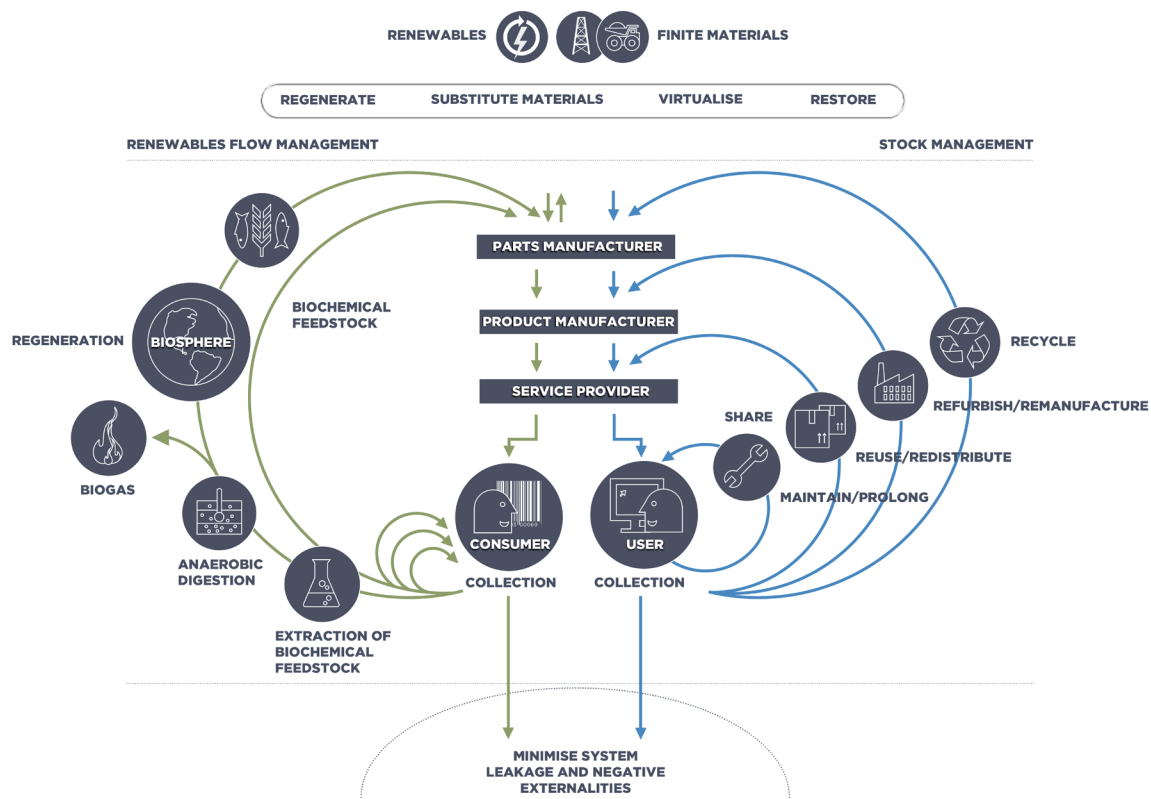 RENEWABLES
FINITE MATERIALS
REGENERATE
SUBSTITUTE MATERIALS
VIRTUALISE
RESTORE
RENEWABLES FLOW MANAGEMENT
STOCK MANAGEMENT
PARTS MANUFACTURER
BIOCHEMICAL
FEEDSTOCK
PRODUCT MANUFACTURER
REGENERATION
BIOSPHERE
RECYCLE
SERVICE PROVIDER
REFURBISH/REMANUFACTURE
SHARE
REUSE/REDISTRIBUTE
BIOGAS
MAINTAIN/PROLONG
CONSUMER
USER
ANAEROBIC
DIGESTION
COLLECTION
COLLECTION
EXTRACTION OF
BIOCHEMICAL
FEEDSTOCK
MINIMISE SYSTEM
LEAKAGE AND NEGATIVE
EXTERNALITIES